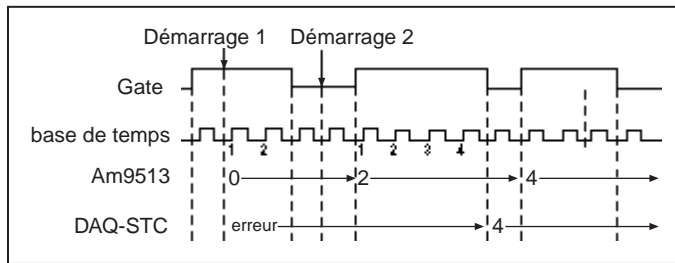 Démarrage 1 Démarrage 2
Gate
base de temps
1 2 1 2 3 4
Am9513 0 2 4
DAQ-STC erreur 4